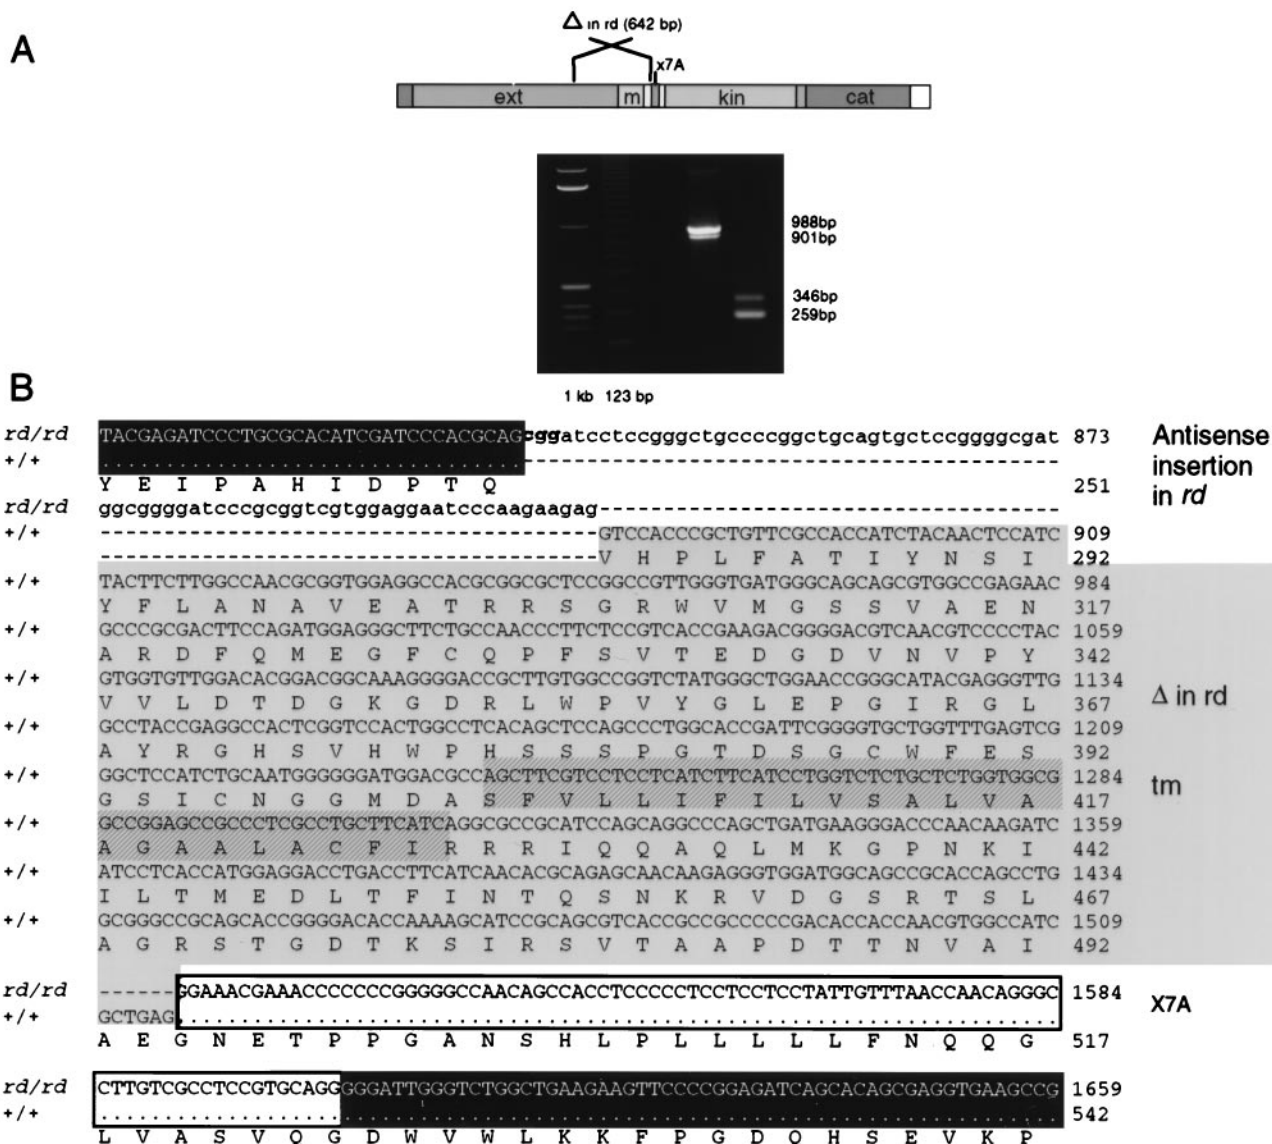 A
Δ in rd (642 bp)
x7A
ext m kin cat
988bp
901bp
346bp
259bp
1 kb 123 bp
B
rd/rd TACGAGATCCCTGCGCACATCGATCCCACGCAGcggatcctccgggctgccccggctgcagtgctccggggcgat 873
+/+ .................................------------------------------------------
Y E I P A H I D P T Q 251
Antisense insertion in rd
rd/rd ggcggggatcccgcggtcgtggaggaatcccaagaagag------------------------------------
+/+ ---------------------------------------GTCCACCCGCTGTTCGCCACCATCTACAACTCCATC 909
---------------------------------------V H P L F A T I Y N S I 292
+/+ TACTTCTTGGCCAACGCGGTGGAGGCCACGCGGCGCTCCGGCCGTTGGGTGATGGGCAGCAGCGTGGCCGAGAAC 984
Y F L A N A V E A T R R S G R W V M G S S V A E N 317
+/+ GCCCGCGACTTCCAGATGGAGGGCTTCTGCCAACCCTTCTCCGTCACCGAAGACGGGGACGTCAACGTCCCCTAC 1059
A R D F Q M E G F C Q P F S V T E D G D V N V P Y 342
+/+ GTGGTGTTGGACACGGACGGCAAAGGGGACCGCTTGTGGCCGGTCTATGGGCTGGAACCGGGCATACGAGGGTTG 1134
V V L D T D G K G D R L W P V Y G L E P G I R G L 367
Δ in rd
+/+ GCCTACCGAGGCCACTCGGTCCACTGGCCTCACAGCTCCAGCCCTGGCACCGATTCGGGGTGCTGGTTTGAGTCG 1209
A Y R G H S V H W P H S S S P G T D S G C W F E S 392
+/+ GGCTCCATCTGCAATGGGGGGATGGACGCCAGCTTCGTCCTCCTCATCTTCATCCTGGTCTCTGCTCTGGTGGCG 1284
G S I C N G G M D A S F V L L I F I L V S A L V A 417
tm
+/+ GCCGGAGCCGCCCTCGCCTGCTTCATCAGGCGCCGCATCCAGCAGGCCCAGCTGATGAAGGGACCCAACAAGATC 1359
A G A A L A C F I R R R I Q Q A Q L M K G P N K I 442
+/+ ATCCTCACCATGGAGGACCTGACCTTCATCAACACGCAGAGCAACAAGAGGGTGGATGGCAGCCGCACCAGCCTG 1434
I L T M E D L T F I N T Q S N K R V D G S R T S L 467
+/+ GCGGGCCGCAGCACCGGGGACACCAAAAGCATCCGCAGCGTCACCGCCGCCCCCGACACCACCAACGTGGCCATC 1509
A G R S T G D T K S I R S V T A A P D T T N V A I 492
rd/rd ------GGAAACGAAACCCCCCCCGGGGGCCAACAGCCACCTCCCCCTCCTCCTCCTATTGTTTAACCAACAGGGC 1584
+/+ GCTGAG.....................................................................
A E G N E T P P G A N S H L P L L L L L F N Q Q G 517
X7A
rd/rd CTTGTCGCCTCCGTGCAGGGGGATTGGGTCTGGCTGAAGAAGTTCCCCCGGAGATCAGCACAGCGAGGTGAAGCCCG 1659
+/+ ........................................................................... 542
L V A S V Q G D W V W L K K F P G D Q H S E V K P